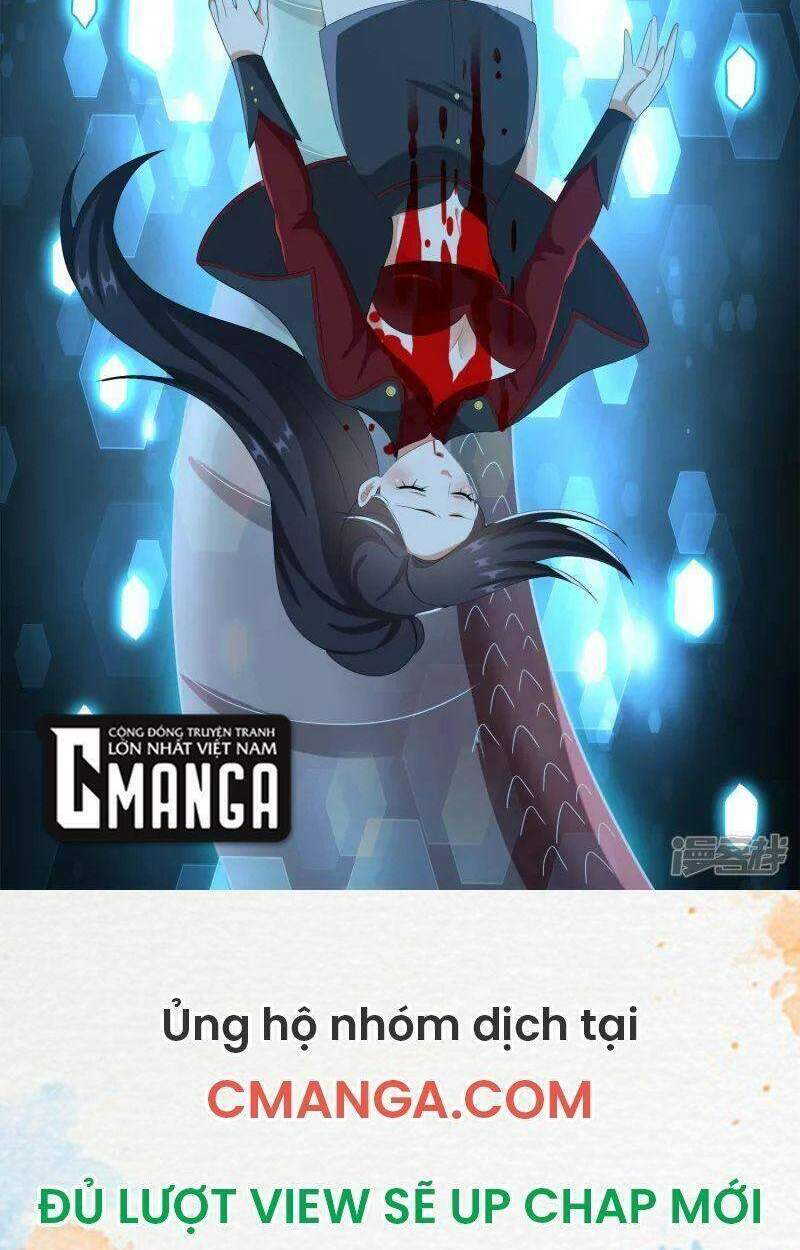 CỘNG ĐỒNG TRUYỆN TRANH
LỚN NHẤT VIỆT NAM
CMANGA
漫客栈
Ủng hộ nhóm dịch tại
CMANGA.COM
ĐỦ LƯỢT VIEW SẼ UP CHAP MỚI